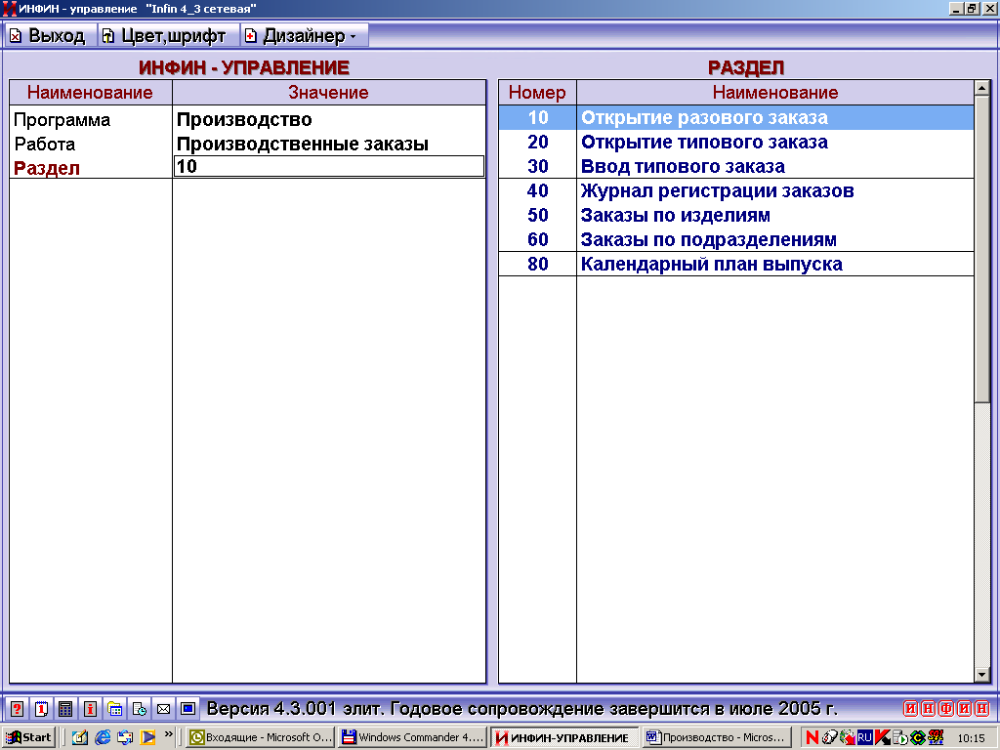 ИНФИН - управление "Infin 4_3 сетевая"
Выход Цвет,шрифт Дизайнер
ИНФИН - УПРАВЛЕНИЕ
Наименование Значение
Программа Производство
Работа Производственные заказы
Раздел 10
РАЗДЕЛ
Номер Наименование
10 Открытие разового заказа
20 Открытие типового заказа
30 Ввод типового заказа
40 Журнал регистрации заказов
50 Заказы по изделиям
60 Заказы по подразделениям
80 Календарный план выпуска
Версия 4.3.001 элит. Годовое сопровождение завершится в июле 2005 г. ИНФИН
Start » Входящие - Microsoft O... Windows Commander 4.... ИНФИН-УПРАВЛЕНИЕ Производство - Micros... RU 10:15